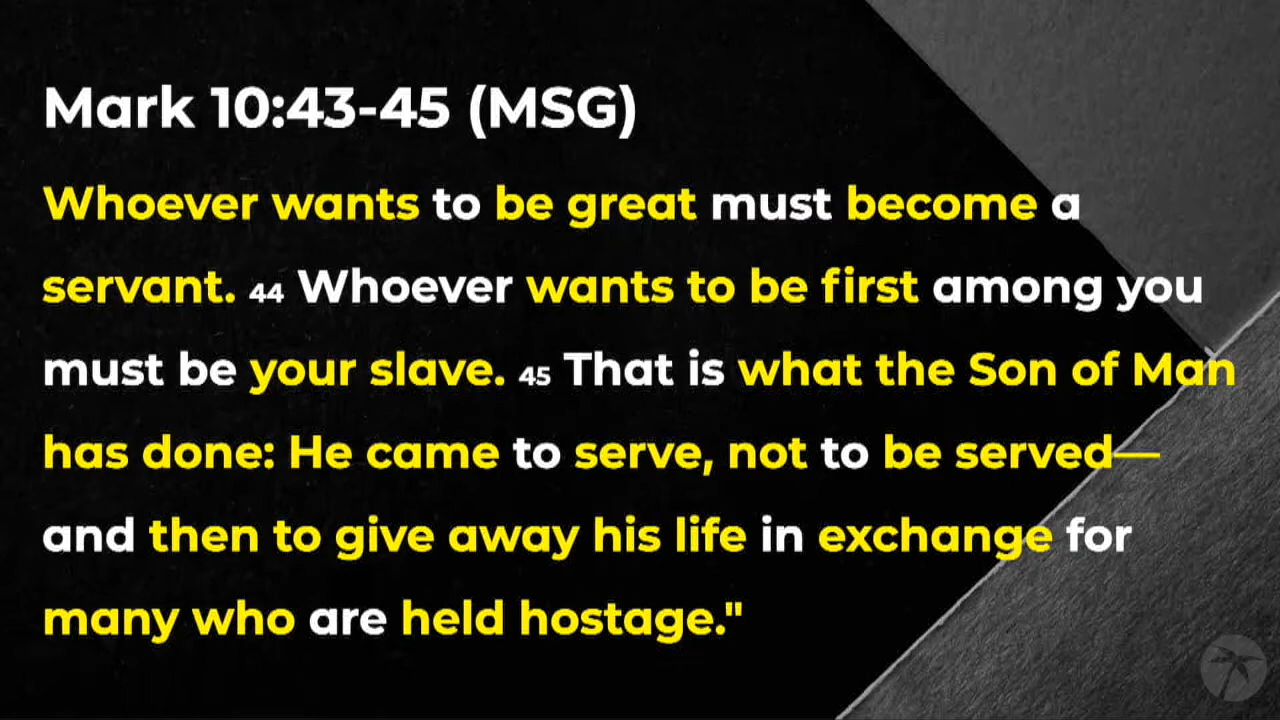 Mark 10:43-45 (MSG)
Whoever wants to be great must become a
servant. 44 Whoever wants to be first among you
must be your slave. 45 That is what the Son of Man
has done: He came to serve, not to be served—
and then to give away his life in exchange for
many who are held hostage."